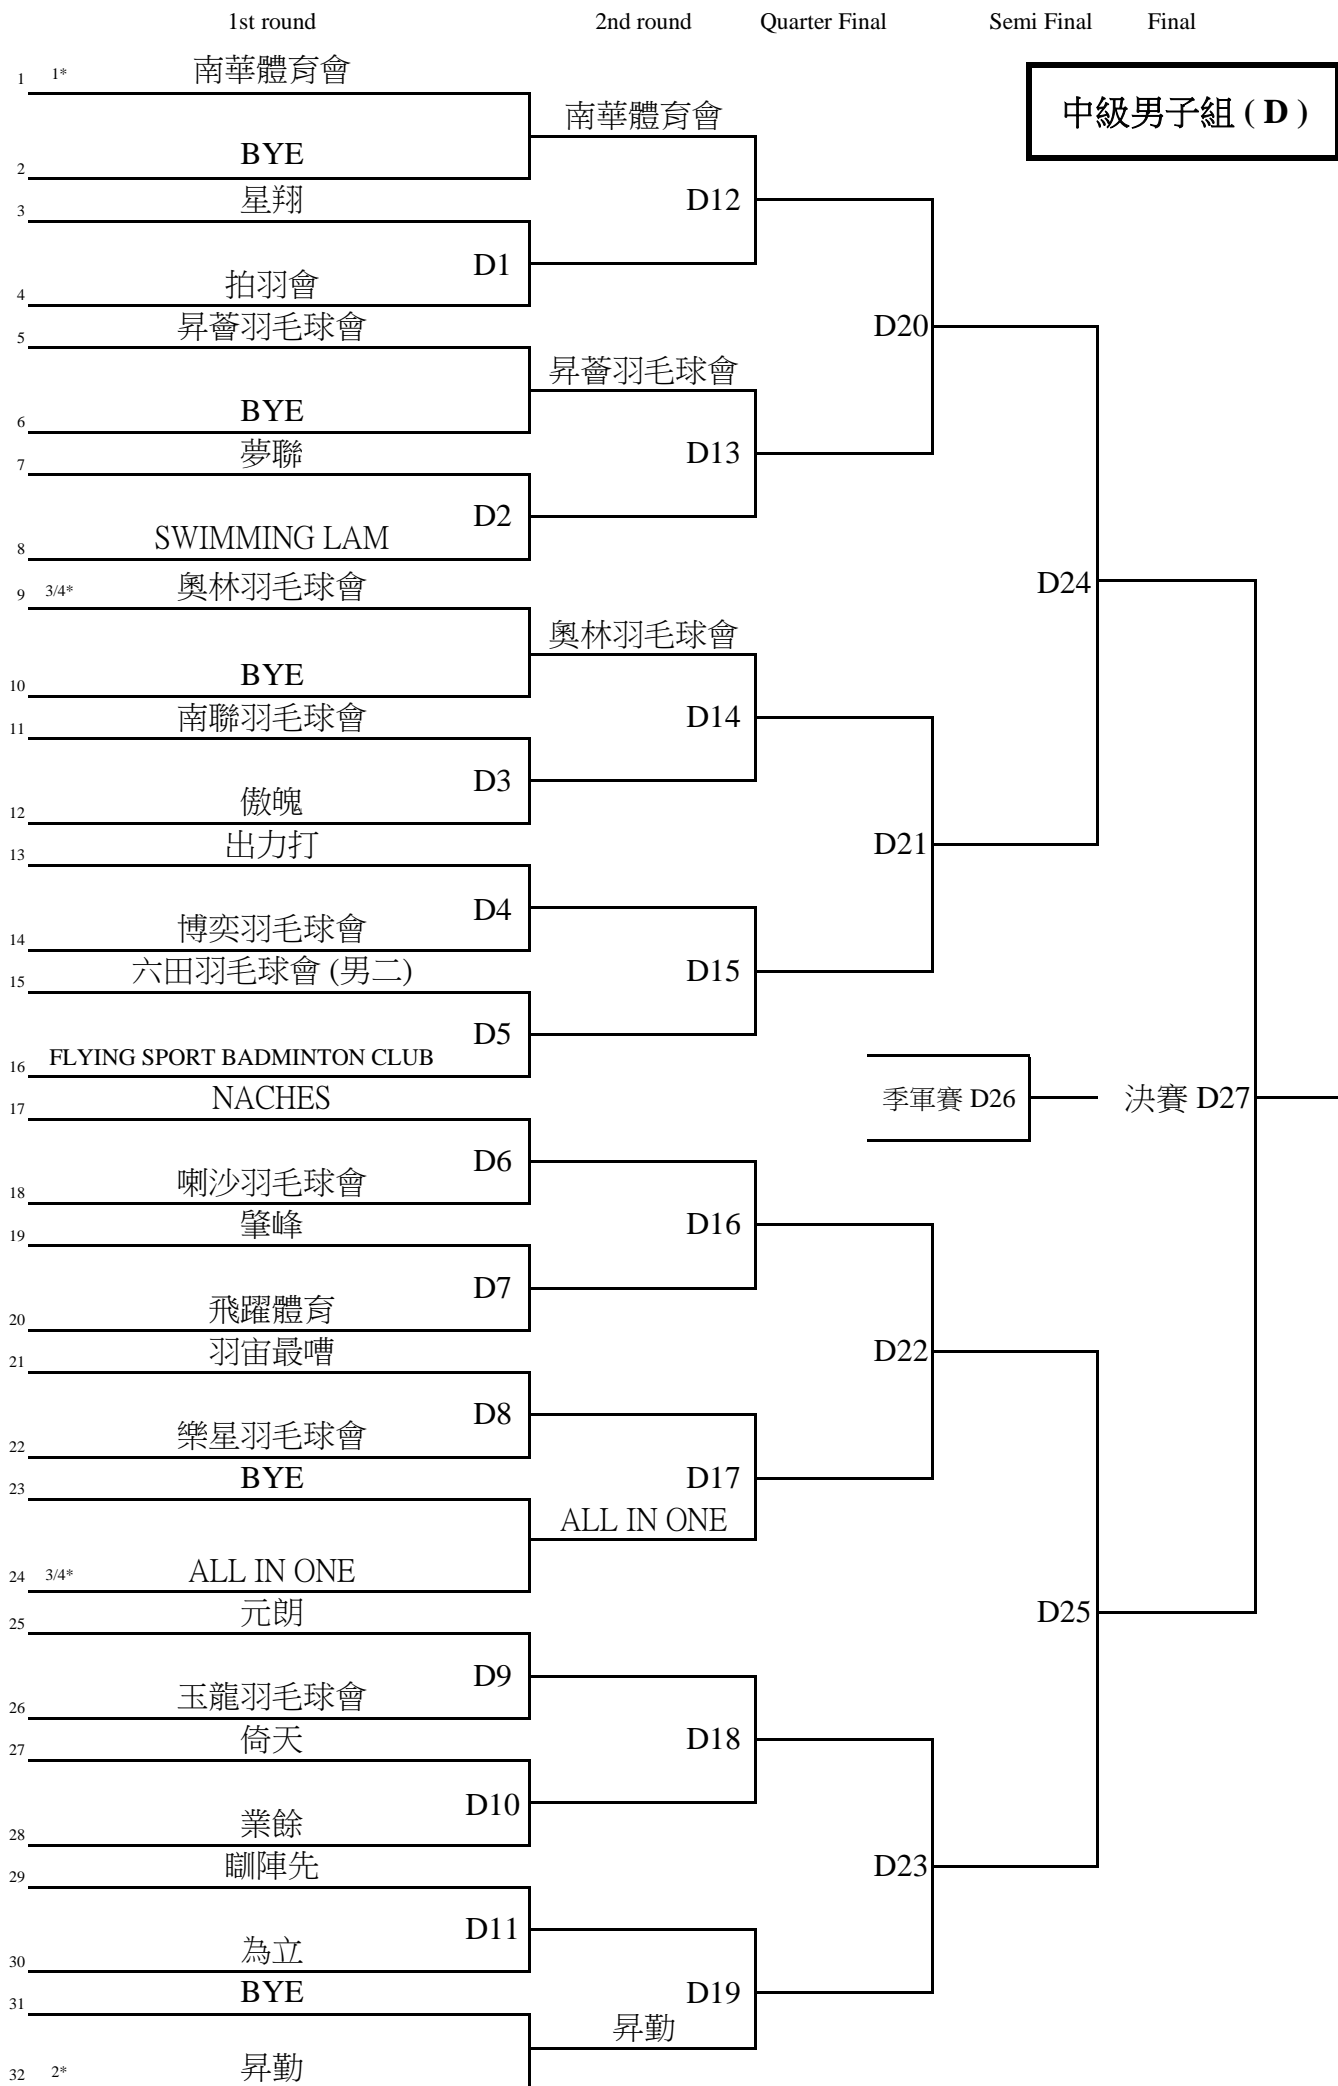 1st round 2nd round Quarter Final Semi Final Final
中級男子組 ( D )
1 1* 南華體育會
南華體育會
2 BYE
3 星翔
D12
D1
4 拍羽會
5 昇薈羽毛球會
D20
昇薈羽毛球會
6 BYE
7 夢聯
D13
D2
8 SWIMMING LAM
9 3/4* 奧林羽毛球會
D24
奧林羽毛球會
10 BYE
11 南聯羽毛球會
D14
D3
12 傲魄
13 出力打
D21
D4
14 博奕羽毛球會
15 六田羽毛球會 (男二)
D15
D5
16 FLYING SPORT BADMINTON CLUB
17 NACHES
季軍賽 D26
決賽 D27
D6
18 喇沙羽毛球會
19 肇峰
D16
D7
20 飛躍體育
21 羽宙最嘈
D22
D8
22 樂星羽毛球會
23 BYE
D17
ALL IN ONE
24 3/4* ALL IN ONE
25 元朗
D25
D9
26 玉龍羽毛球會
27 倚天
D18
D10
28 業餘
29 瞓陣先
D23
D11
30 為立
31 BYE
D19
昇勤
32 2* 昇勤